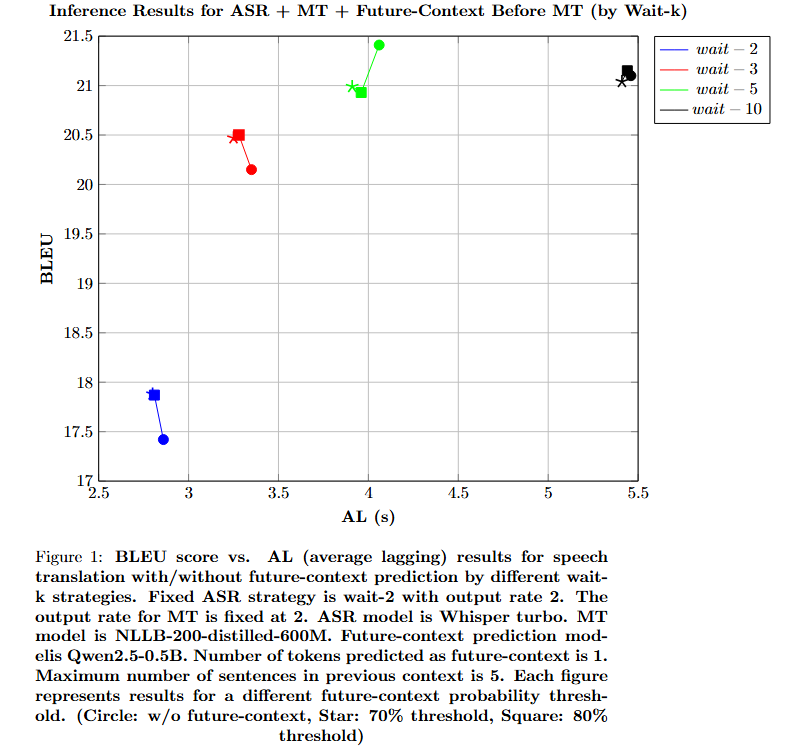 Inference Results for ASR + MT + Future-Context Before MT (by Wait-k)
21.5
21
20.5
20
19.5
19
18.5
18
17.5
17
BLEU
2.5 3 3.5 4 4.5 5 5.5
AL (s)
wait − 2
wait − 3
wait − 5
wait − 10
Figure 1: BLEU score vs. AL (average lagging) results for speech
translation with/without future-context prediction by different wait-
k strategies. Fixed ASR strategy is wait-2 with output rate 2. The
output rate for MT is fixed at 2. ASR model is Whisper turbo. MT
model is NLLB-200-distilled-600M. Future-context prediction mod-
elis Qwen2.5-0.5B. Number of tokens predicted as future-context is 1.
Maximum number of sentences in previous context is 5. Each figure
represents results for a different future-context probability thresh-
old. (Circle: w/o future-context, Star: 70% threshold, Square: 80%
threshold)